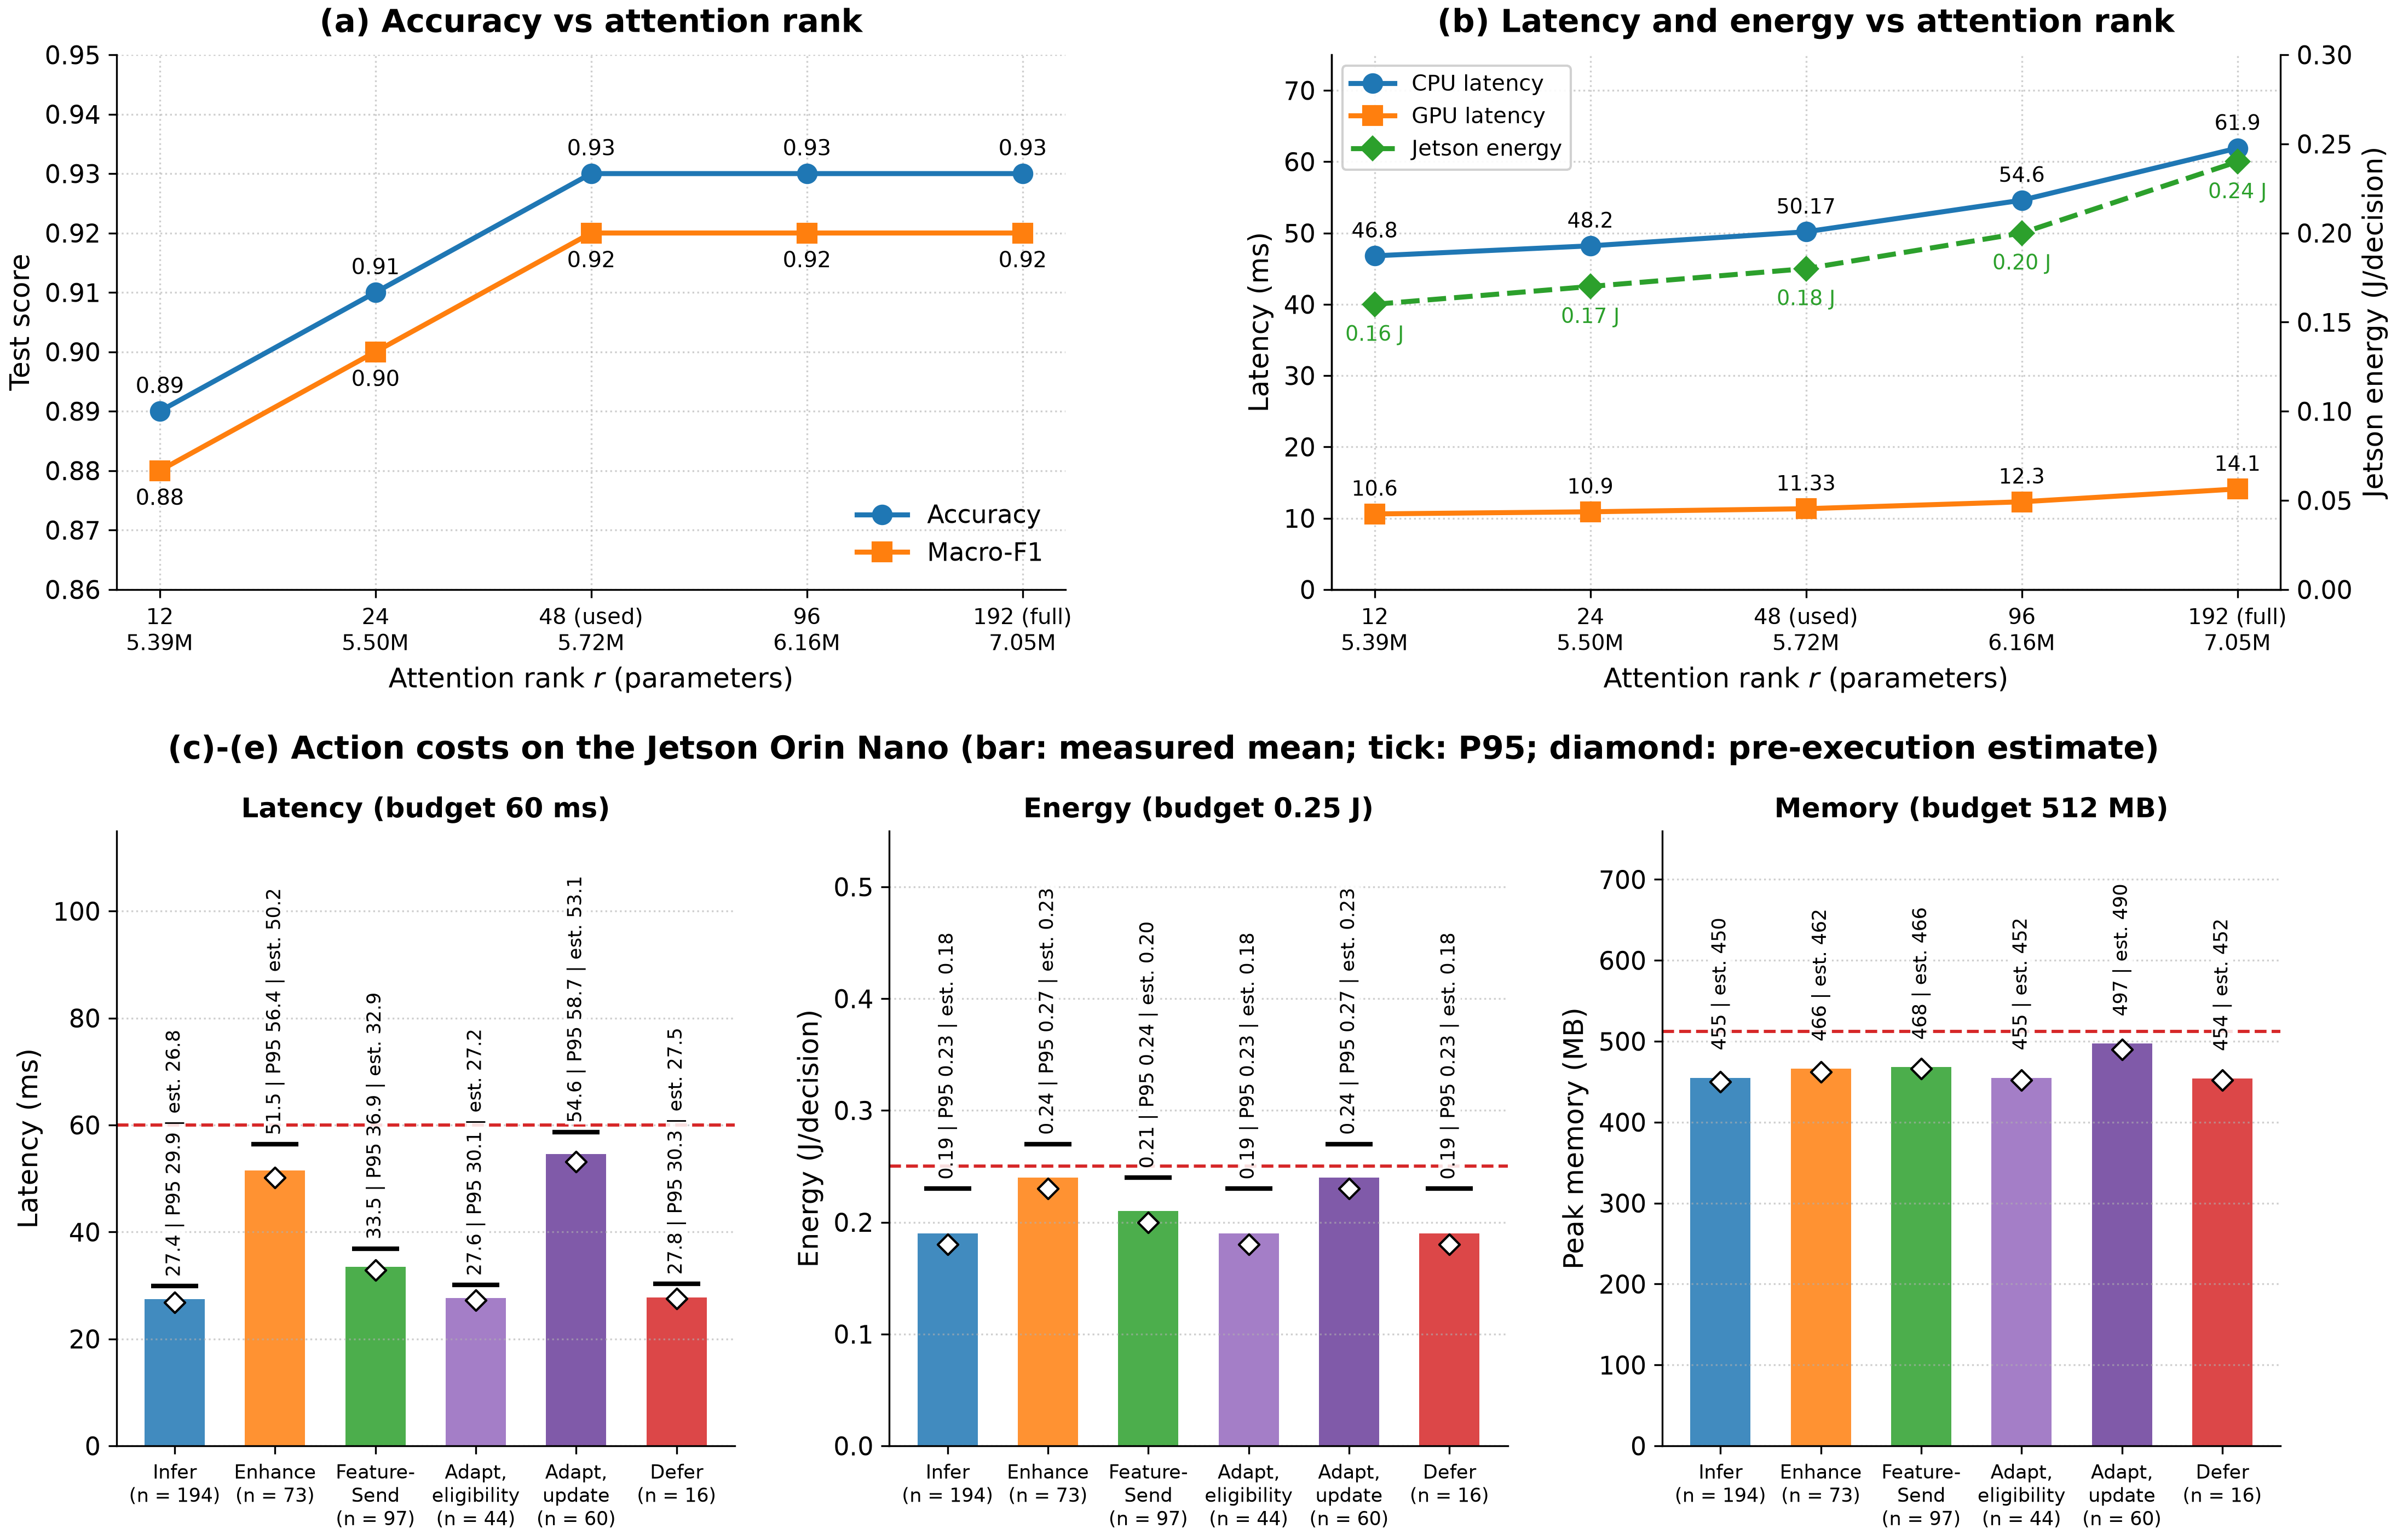 (a) Accuracy vs attention rank
0.95
0.94
0.93
0.92
0.91
0.90
0.89
0.88
0.87
0.86
Test score
0.89
0.91
0.93
0.93
0.93
0.88
0.90
0.92
0.92
0.92
Accuracy
Macro-F1
12
5.39M
24
5.50M
48 (used)
5.72M
96
6.16M
192 (full)
7.05M
Attention rank r (parameters)
(b) Latency and energy vs attention rank
70
60
50
40
30
20
10
0
Latency (ms)
CPU latency
GPU latency
Jetson energy
46.8
48.2
50.17
54.6
61.9
0.16 J
0.17 J
0.18 J
0.20 J
0.24 J
10.6
10.9
11.33
12.3
14.1
0.30
0.25
0.20
0.15
0.10
0.05
0.00
Jetson energy (J/decision)
12
5.39M
24
5.50M
48 (used)
5.72M
96
6.16M
192 (full)
7.05M
Attention rank r (parameters)
(c)-(e) Action costs on the Jetson Orin Nano (bar: measured mean; tick: P95; diamond: pre-execution estimate)
Latency (budget 60 ms)
100
80
60
40
20
0
Latency (ms)
27.4 | P95 29.9 | est. 26.8
51.5 | P95 56.4 | est. 50.2
33.5 | P95 36.9 | est. 32.9
27.6 | P95 30.1 | est. 27.2
54.6 | P95 58.7 | est. 53.1
27.8 | P95 30.3 | est. 27.5
Infer
(n = 194)
Enhance
(n = 73)
Feature-
Send
(n = 97)
Adapt,
eligibility
(n = 44)
Adapt,
update
(n = 60)
Defer
(n = 16)
Energy (budget 0.25 J)
0.5
0.4
0.3
0.2
0.1
0.0
Energy (J/decision)
0.19 | P95 0.23 | est. 0.18
0.24 | P95 0.27 | est. 0.23
0.21 | P95 0.24 | est. 0.20
0.19 | P95 0.23 | est. 0.18
0.24 | P95 0.27 | est. 0.23
0.19 | P95 0.23 | est. 0.18
Infer
(n = 194)
Enhance
(n = 73)
Feature-
Send
(n = 97)
Adapt,
eligibility
(n = 44)
Adapt,
update
(n = 60)
Defer
(n = 16)
Memory (budget 512 MB)
700
600
500
400
300
200
100
0
Peak memory (MB)
455 | est. 450
466 | est. 462
468 | est. 466
455 | est. 452
497 | est. 490
454 | est. 452
Infer
(n = 194)
Enhance
(n = 73)
Feature-
Send
(n = 97)
Adapt,
eligibility
(n = 44)
Adapt,
update
(n = 60)
Defer
(n = 16)